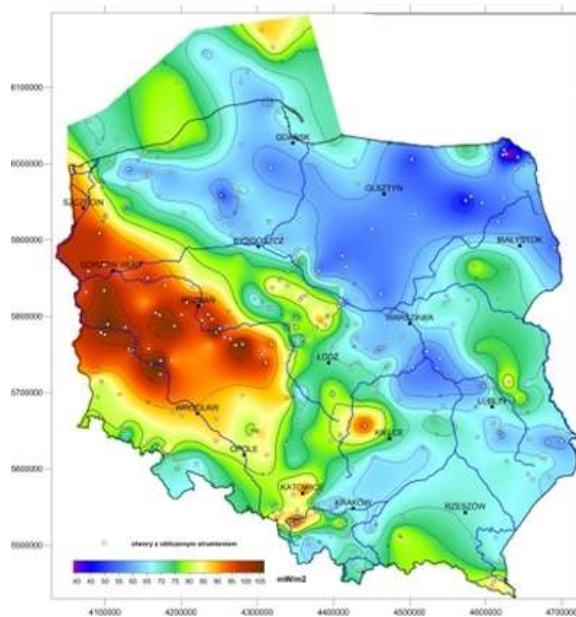 6100000
6000000
5900000
5800000
5700000
5600000
5500000
GDAŃSK
OLSZTYN
SZCZECIN
BYDGOSZCZ
BIAŁYSTOK
GORZÓW WLKP
POZNAŃ
WARSZAWA
ŁÓDŹ
LUBLIN
WROCŁAW
KIELCE
OPOLE
KATOWICE
KRAKÓW
RZESZÓW
otwory z obliczonym strumieniem
40 45 50 55 60 65 70 75 80 85 90 95 100 105
mW/m2
4100000 4200000 4300000 4400000 4500000 4600000